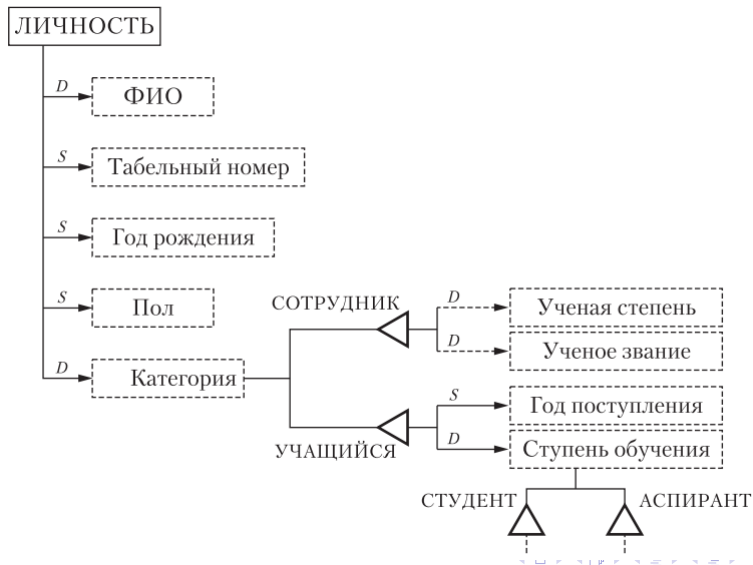 ЛИЧНОСТЬ
D
ФИО
S
Табельный номер
S
Год рождения
S
Пол
D
Категория
СОТРУДНИК
D
Ученая степень
D
Ученое звание
УЧАЩИЙСЯ
S
Год поступления
D
Ступень обучения
СТУДЕНТ
АСПИРАНТ